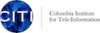 CITI
Columbia Institute
for Tele-Information